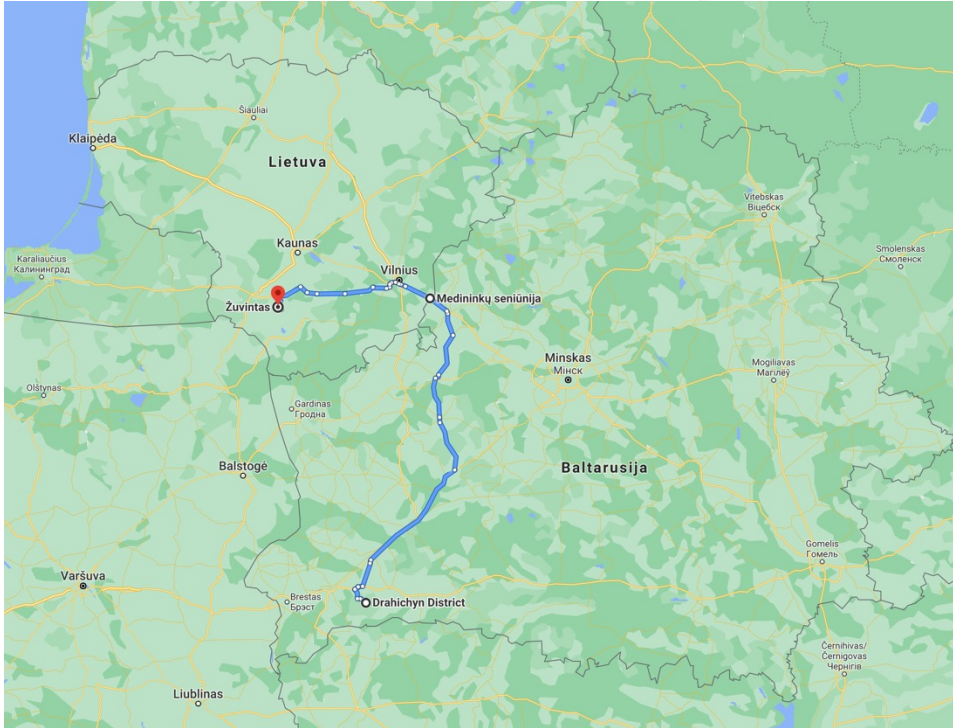 Šiauliai
Klaipėda
Lietuva
Vitebskas
Віцебск
Kaunas
Smolenskas
Смоленск
Karaliaučius
Калининград
Vilnius
Žuvintas
Medininkų seniūnija
Minskas
Мінск
Mogiliavas
Магілёў
Olštynas
Gardinas
Гродна
Balstogė
Baltarusija
Gomelis
Гомель
Varšuva
Brestas
Брэст
Drahichyn District
Černihivas/
Černigovas
Чернігів
Liublinas